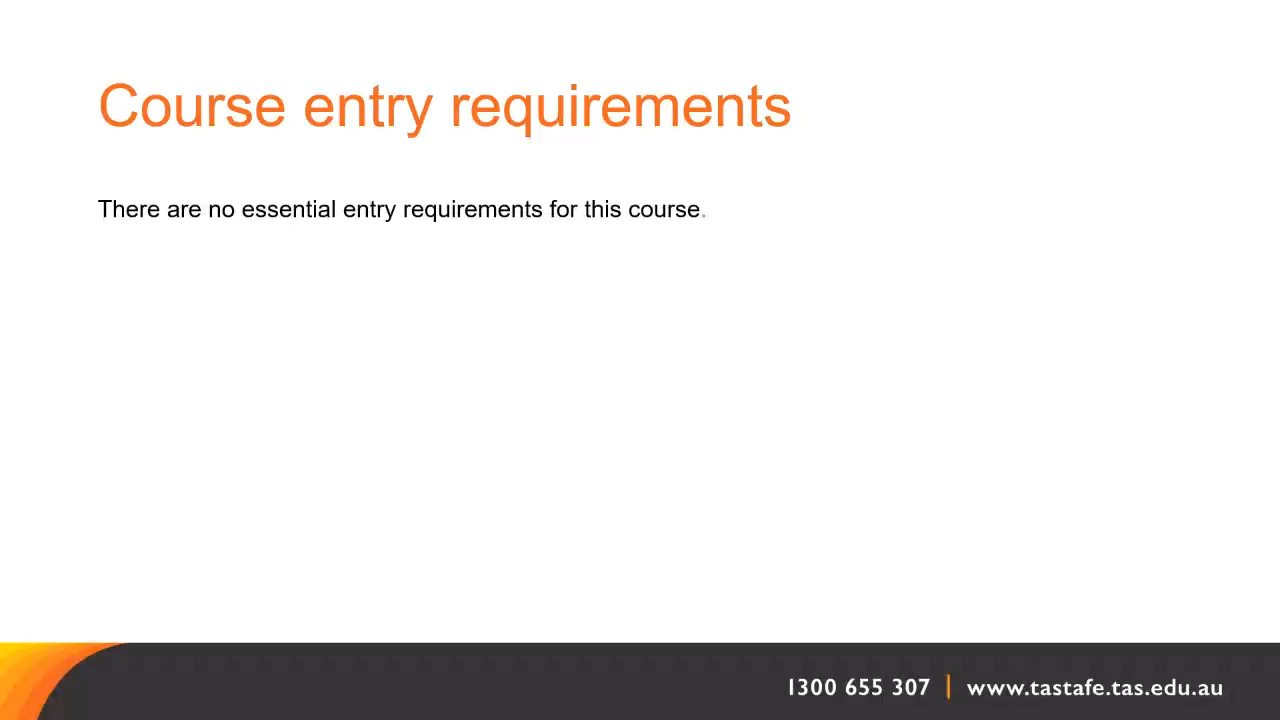 Course entry requirements
There are no essential entry requirements for this course.
1300 655 307 | www.tastafe.tas.edu.au